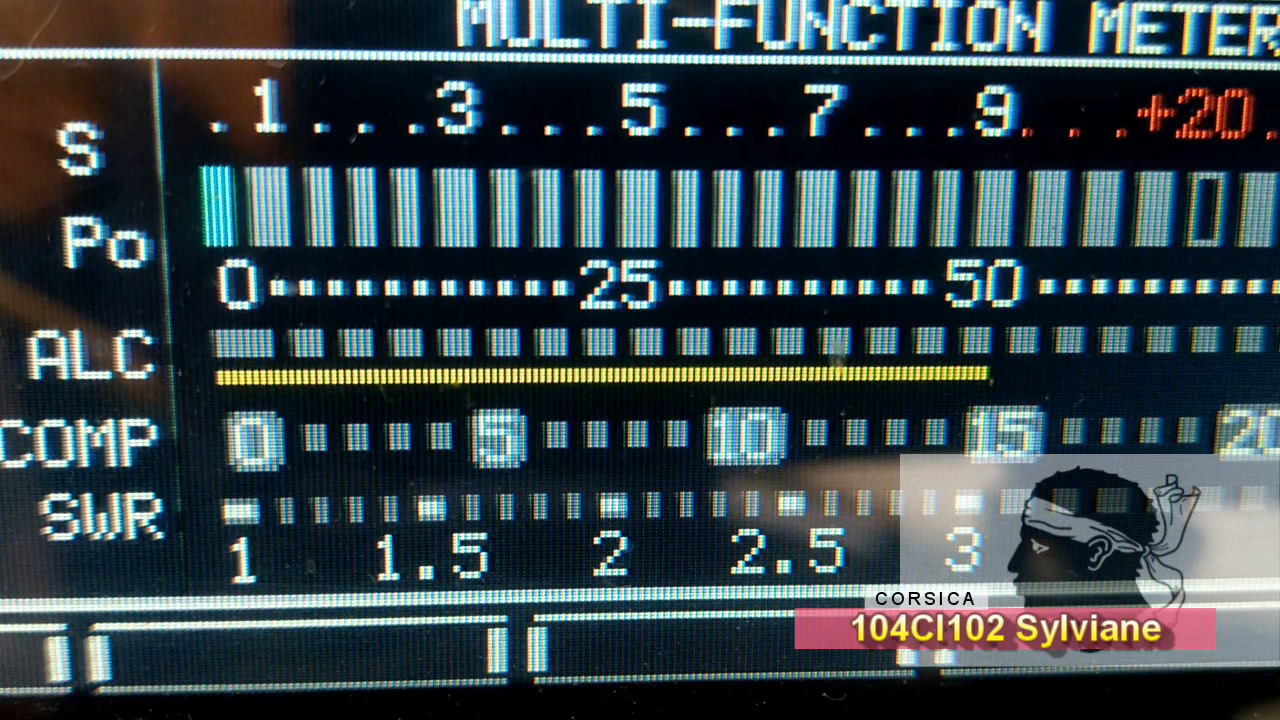 MULTI-FUNCTION METER
S .1...3...5...7...9...+20.
Po
0 25 50
ALC
COMP 0 5 10 15 20
SWR
1 1.5 2 2.5 3
CORSICA
104CI102 Sylviane